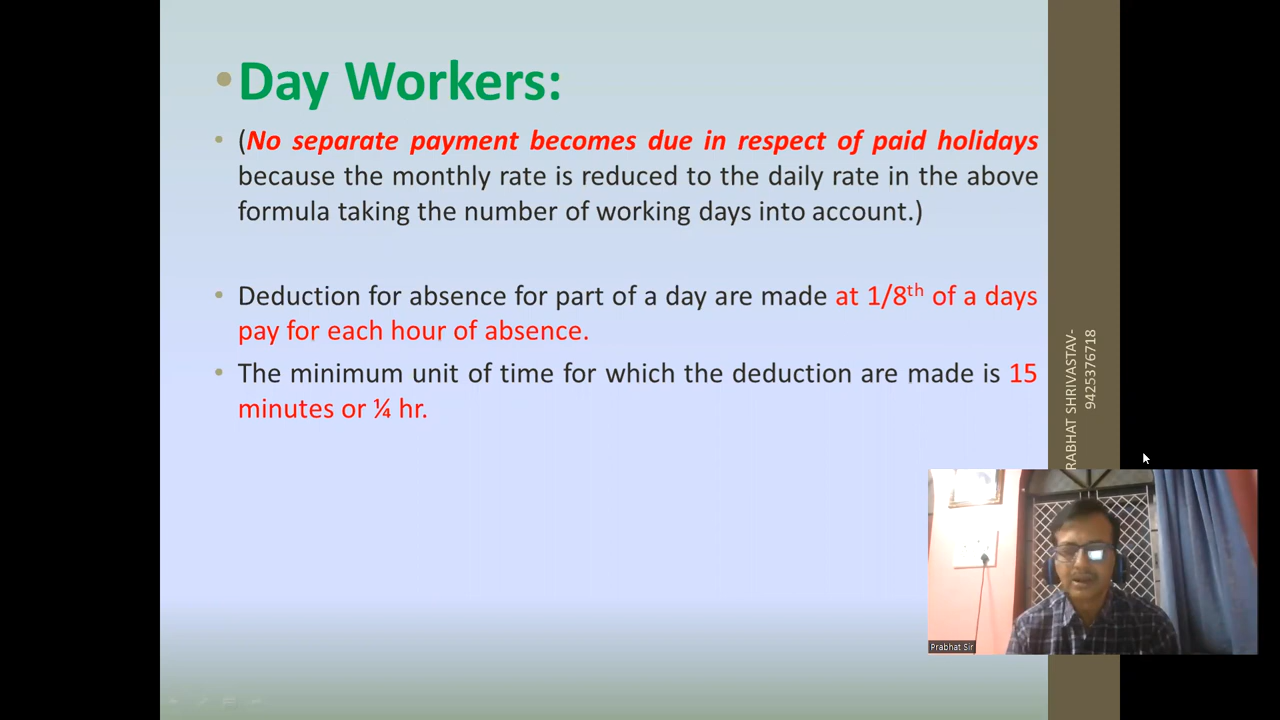 •Day Workers:
• (No separate payment becomes due in respect of paid holidays
because the monthly rate is reduced to the daily rate in the above
formula taking the number of working days into account.)
• Deduction for absence for part of a day are made at 1/8th of a days
pay for each hour of absence.
• The minimum unit of time for which the deduction are made is 15
minutes or ¼ hr.
RABHAT SHRIVASTAV-
9425376718
Prabhat Sir